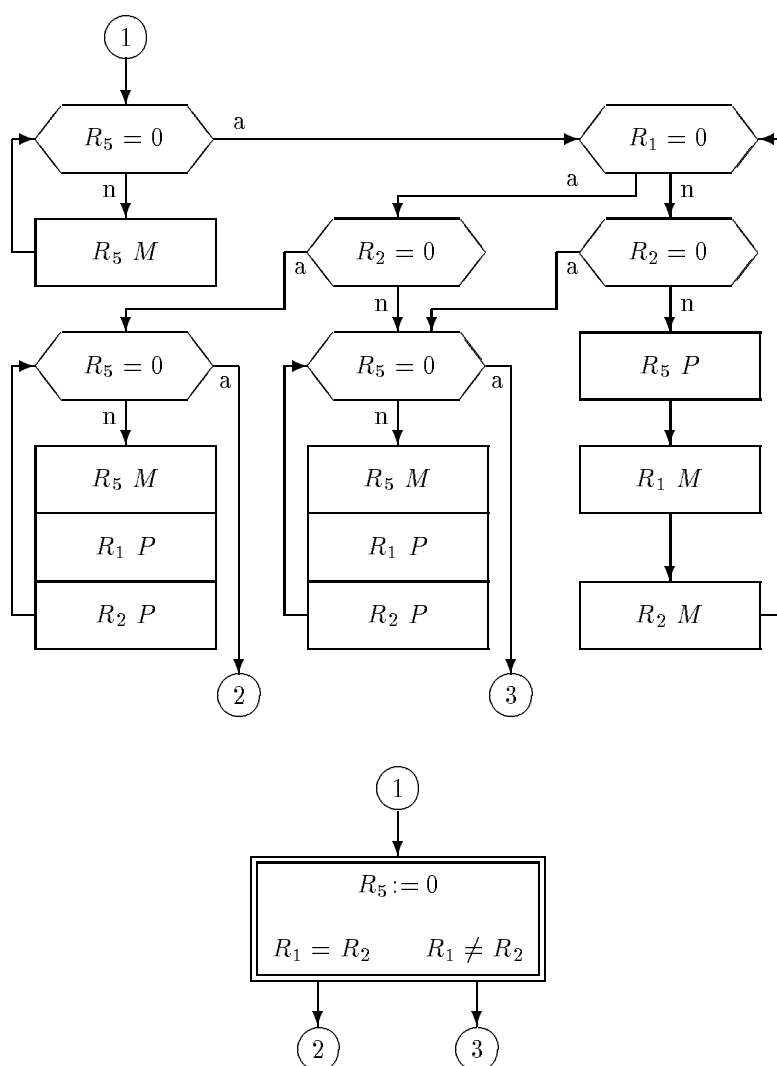 1
R₅ = 0 a R₁ = 0
n a n
R₅ M R₂ = 0 R₂ = 0
a n a n
R₅ = 0 a R₅ = 0 a R₅ P
n n
R₅ M R₅ M R₁ M
R₁ P R₁ P
R₂ P R₂ P R₂ M
2 3
1
R₅ := 0
R₁ = R₂ R₁ ≠ R₂
2 3